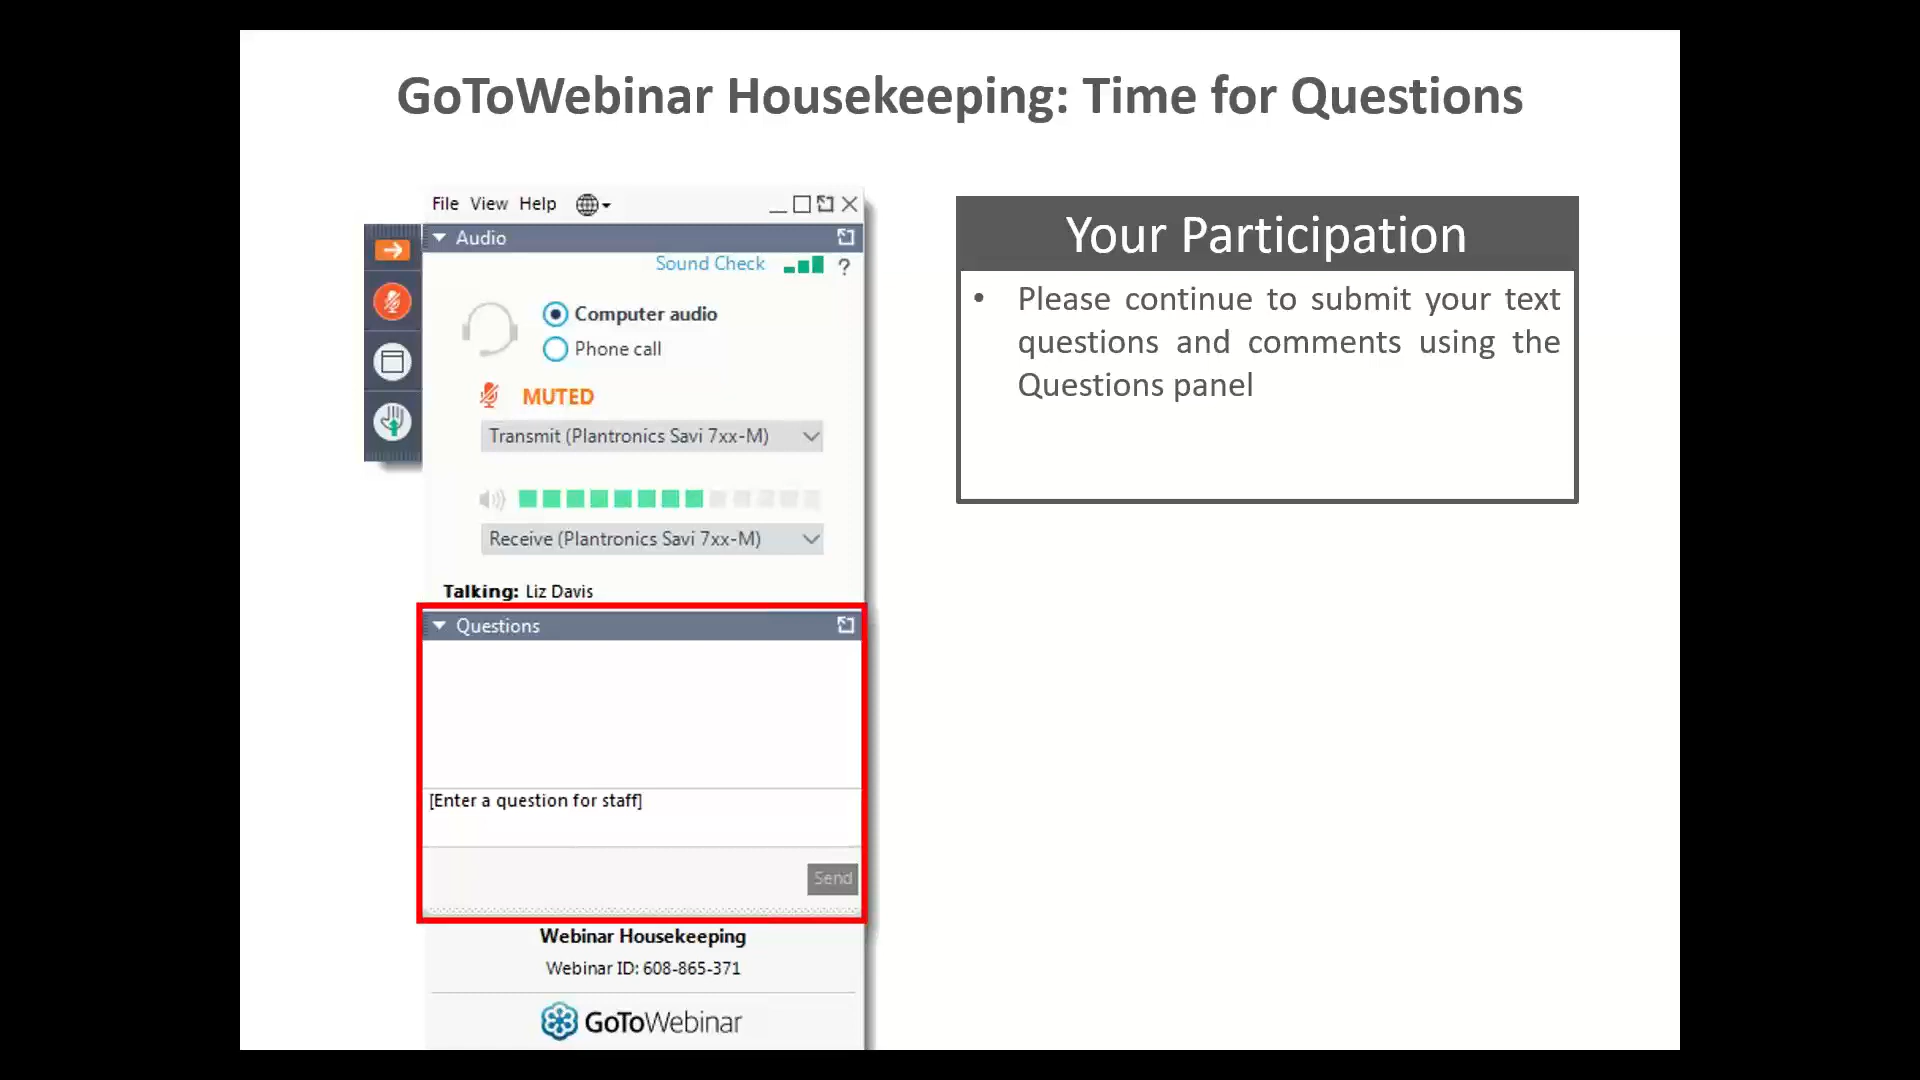 GoToWebinar Housekeeping: Time for Questions
File View Help
Audio
Sound Check
?
Computer audio
Phone call
MUTED
Transmit (Plantronics Savi 7xx-M)
Receive (Plantronics Savi 7xx-M)
Talking: Liz Davis
Questions
[Enter a question for staff]
Send
Webinar Housekeeping
Webinar ID: 608-865-371
GoToWebinar
Your Participation
• Please continue to submit your text
questions and comments using the
Questions panel